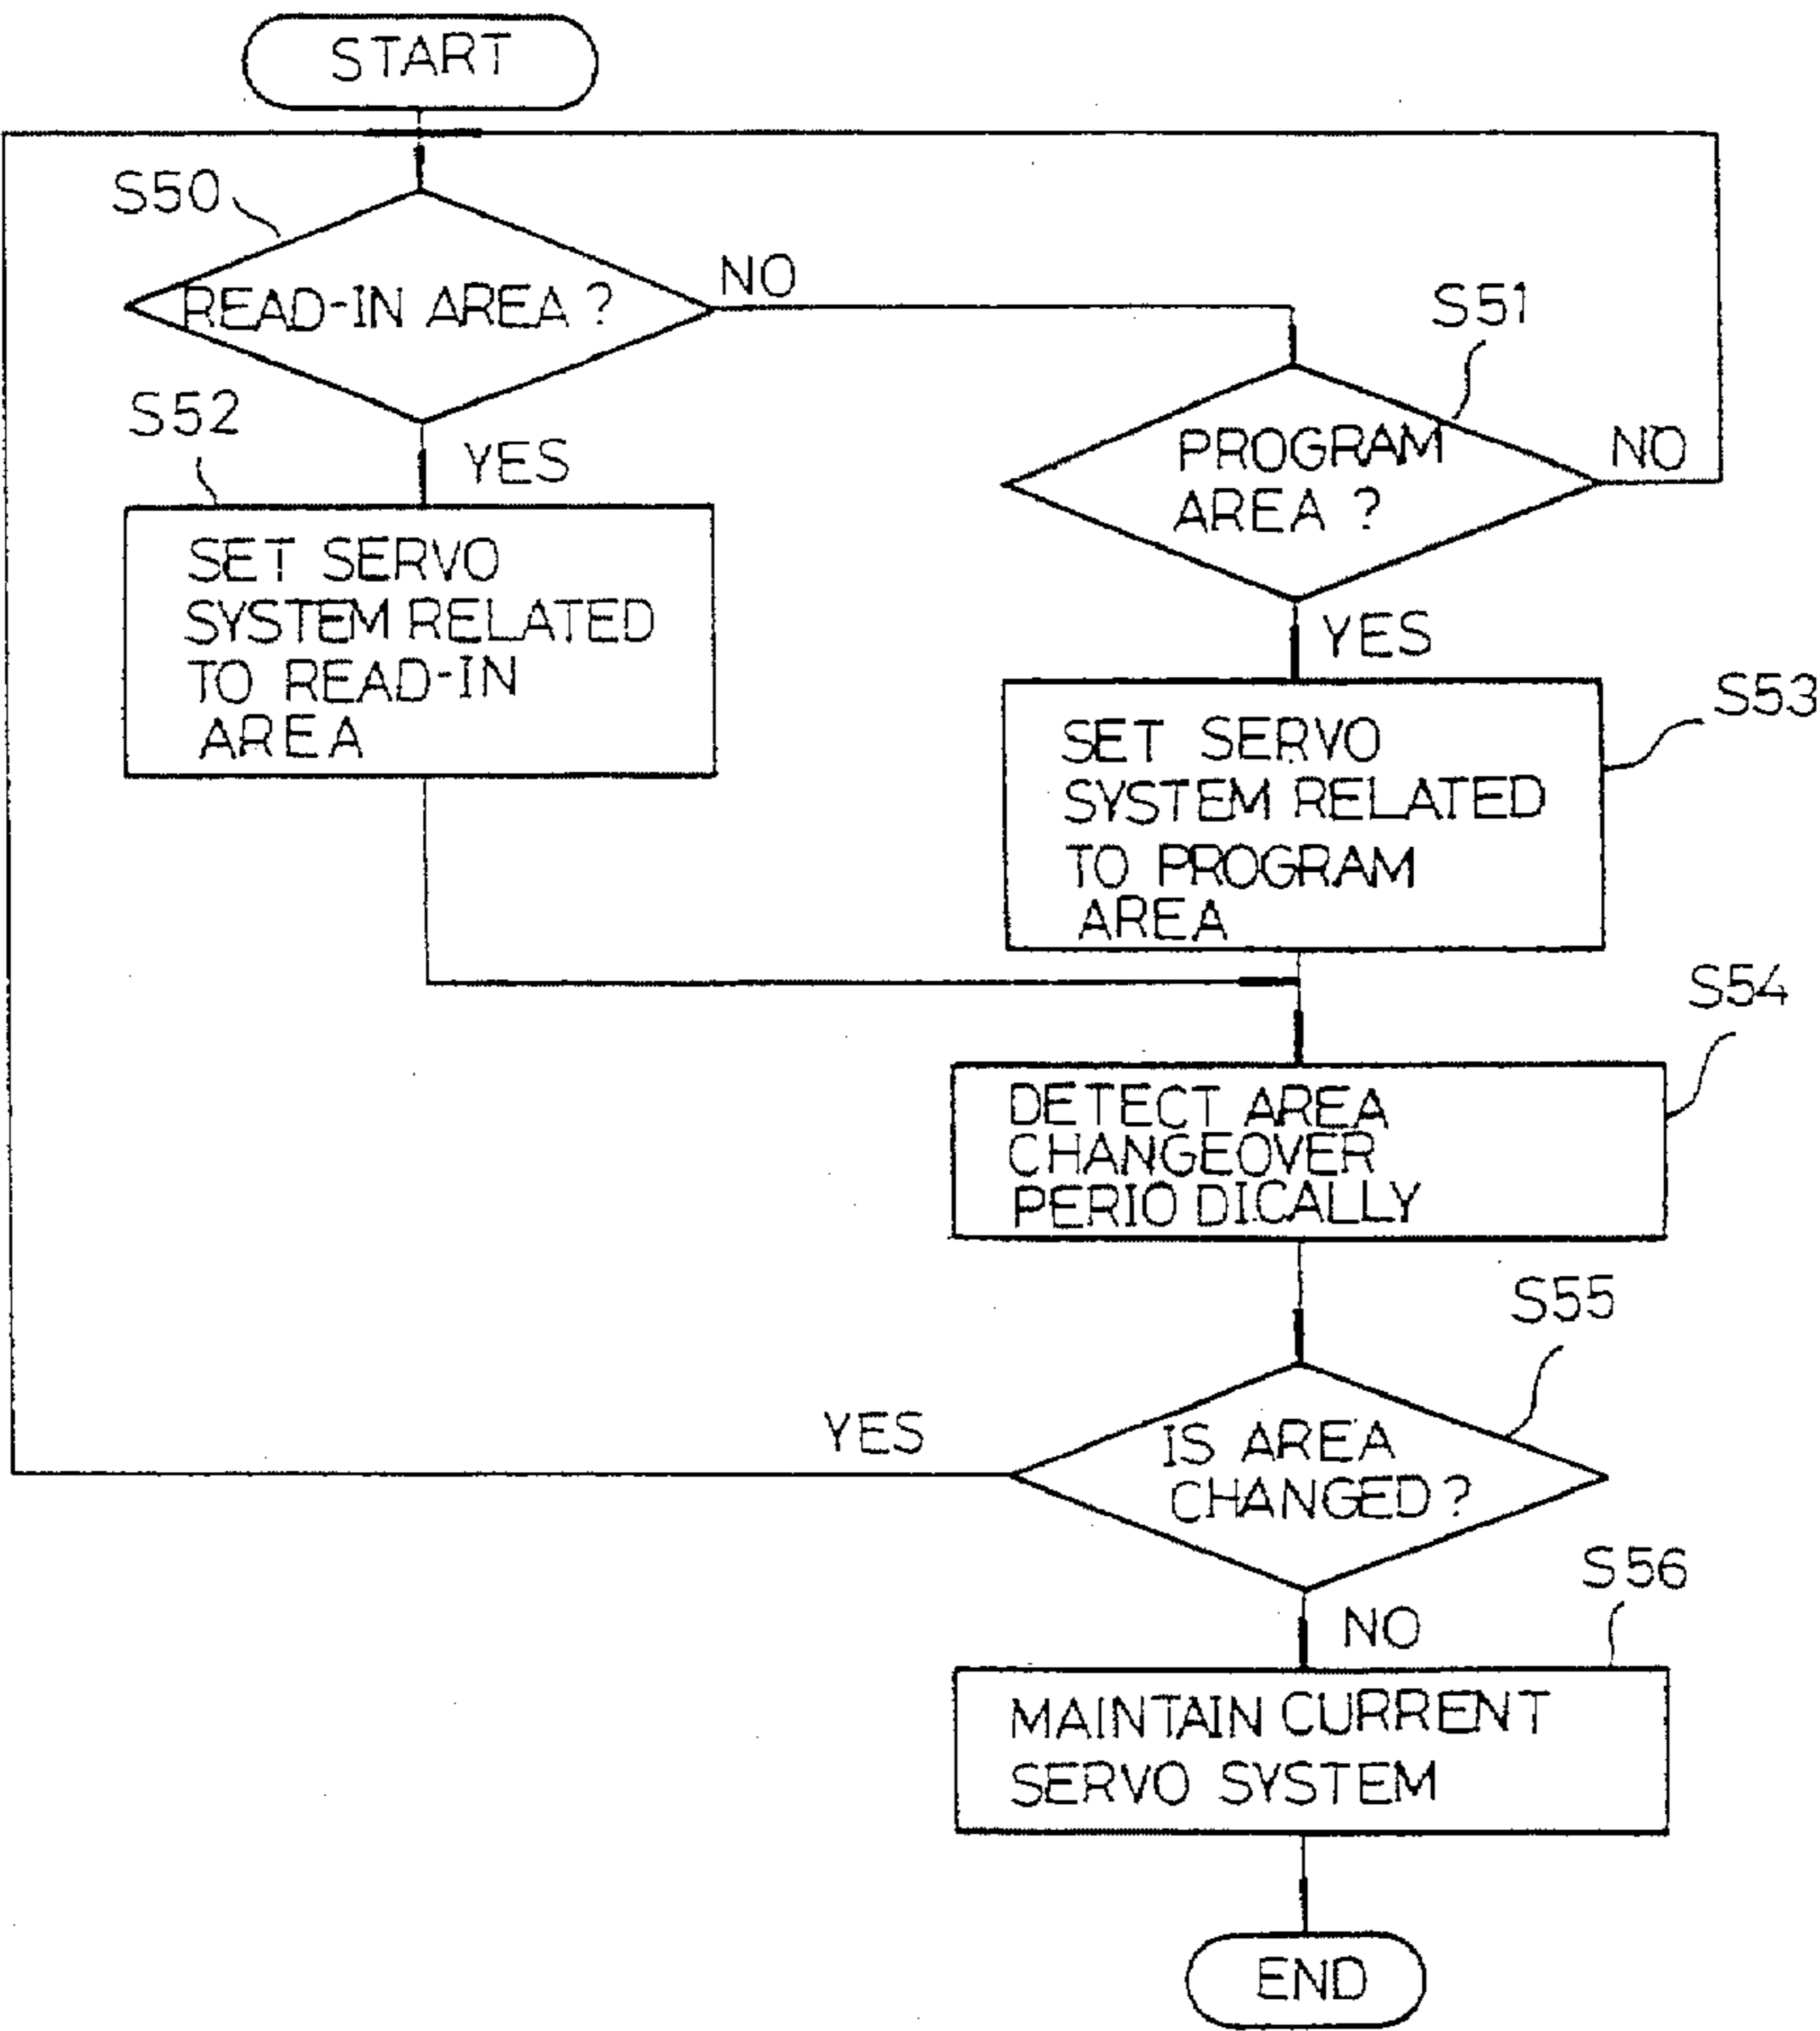 START
S50
READ-IN AREA ?
NO
S51
PROGRAM
AREA ?
NO
S52
YES
SET SERVO
SYSTEM RELATED
TO READ-IN
AREA
YES
S53
SET SERVO
SYSTEM RELATED
TO PROGRAM
AREA
S54
DETECT AREA
CHANGEOVER
PERIODICALLY
S55
YES
IS AREA
CHANGED ?
S56
NO
MAINTAIN CURRENT
SERVO SYSTEM
END